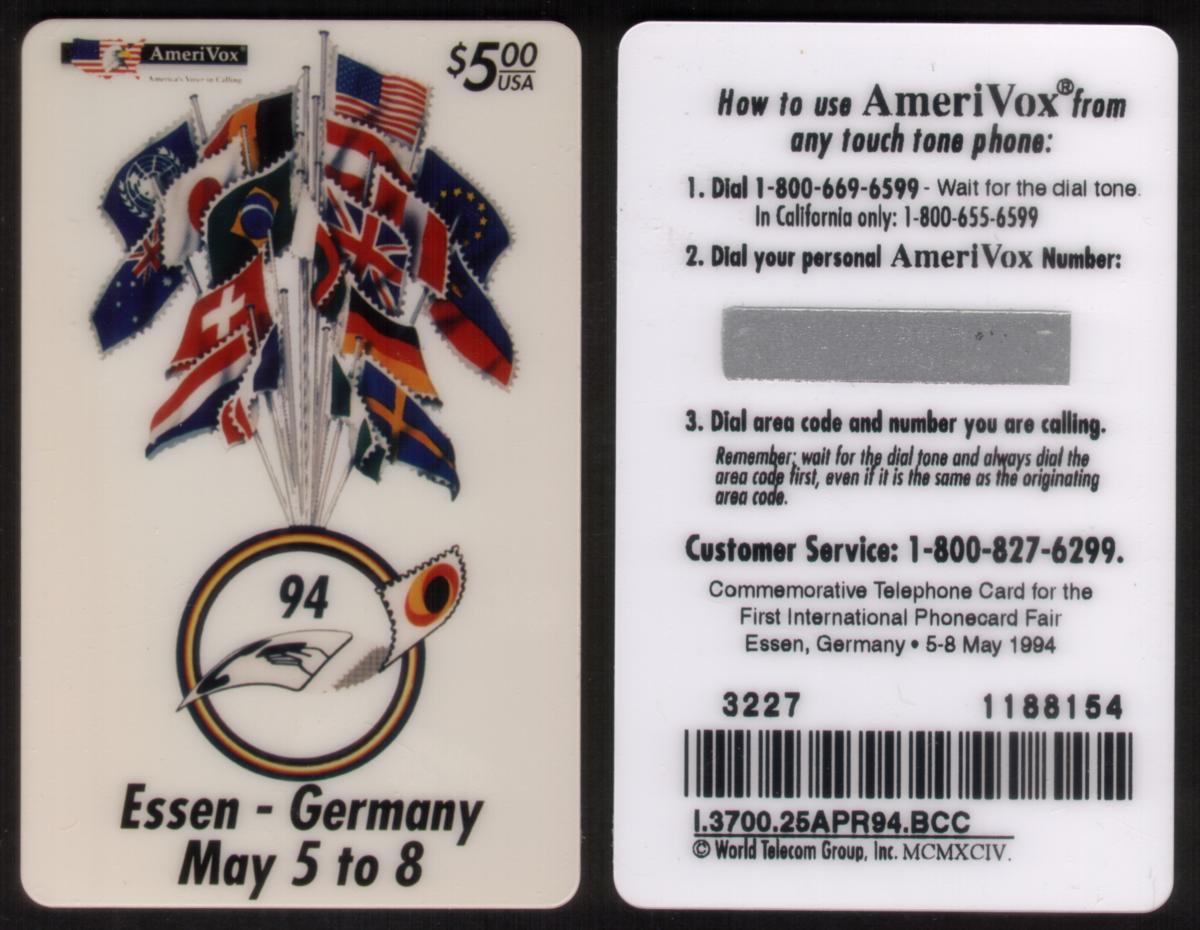 AmeriVox®
America's Voice in Calling
$5.00
USA
94
Essen - Germany
May 5 to 8
How to use AmeriVox® from
any touch tone phone:
1. Dial 1-800-669-6599 - Wait for the dial tone.
In California only: 1-800-655-6599
2. Dial your personal AmeriVox Number:
3. Dial area code and number you are calling.
Remember; wait for the dial tone and always dial the
area code first, even if it is the same as the originating
area code.
Customer Service: 1-800-827-6299.
Commemorative Telephone Card for the
First International Phonecard Fair
Essen, Germany • 5-8 May 1994
3227 1188154
I.3700.25APR94.BCC
© World Telecom Group, Inc. MCMXCIV.